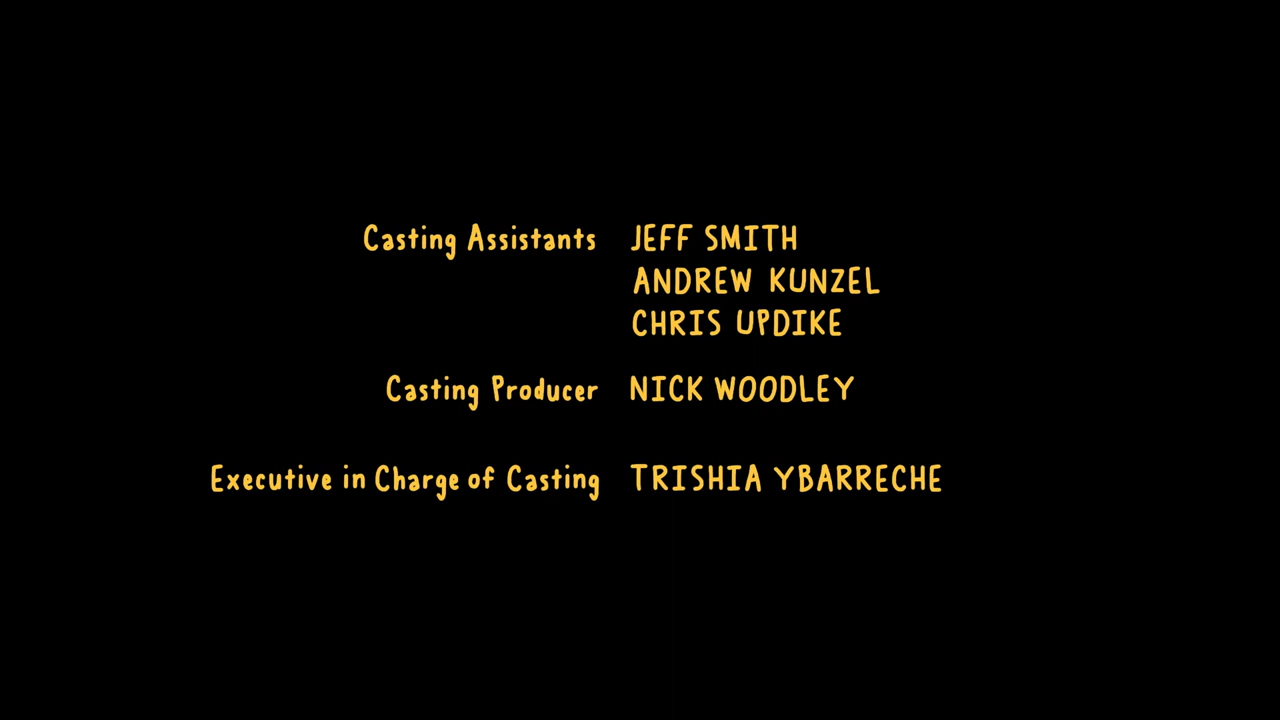 Casting Assistants JEFF SMITH
ANDREW KUNZEL
CHRIS UPDIKE
Casting Producer NICK WOODLEY
Executive in Charge of Casting TRISHIA YBARRECHE